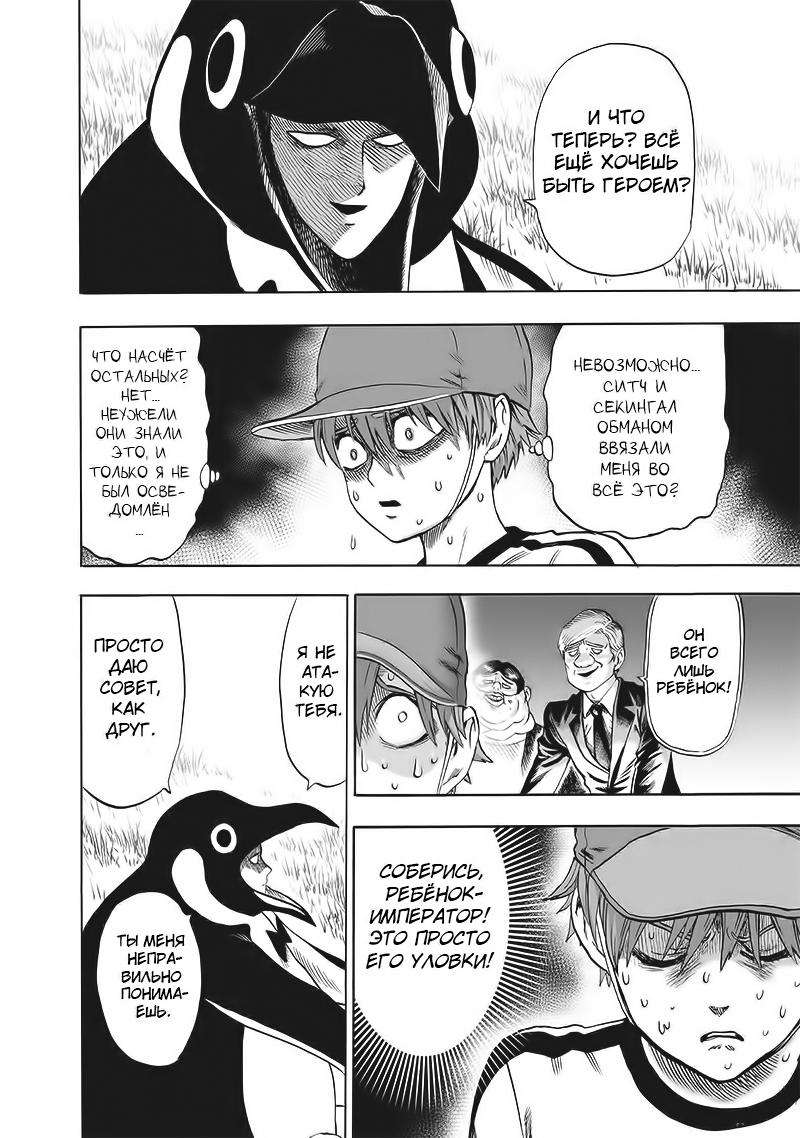 И ЧТО
ТЕПЕРЬ? ВСЁ
ЕЩЁ ХОЧЕШЬ
БЫТЬ ГЕРОЕМ?
НЕВОЗМОЖНО...
СИТЧ И
СЕКИНГАЛ
ОБМАНОМ
ВВЯЗАЛИ
МЕНЯ ВО
ВСЁ ЭТО?
ЧТО НАСЧЁТ
ОСТАЛЬНЫХ?
НЕТ...
НЕУЖЕЛИ
ОНИ ЗНАЛИ
ЭТО, И
ТОЛЬКО Я НЕ
БЫЛ ОСВЕ-
ДОМЛЁН
...
ОН
ВСЕГО
ЛИШЬ
РЕБЁНОК!
СОБЕРИСЬ,
РЕБЁНОК-
ИМПЕРАТОР!
ЭТО ПРОСТО
ЕГО УЛОВКИ!
Я НЕ
АТА-
КУЮ
ТЕБЯ.
ПРОСТО
ДАЮ
СОВЕТ,
КАК
ДРУГ.
ТЫ МЕНЯ
НЕПРА-
ВИЛЬНО
ПОНИМА-
ЕШЬ.